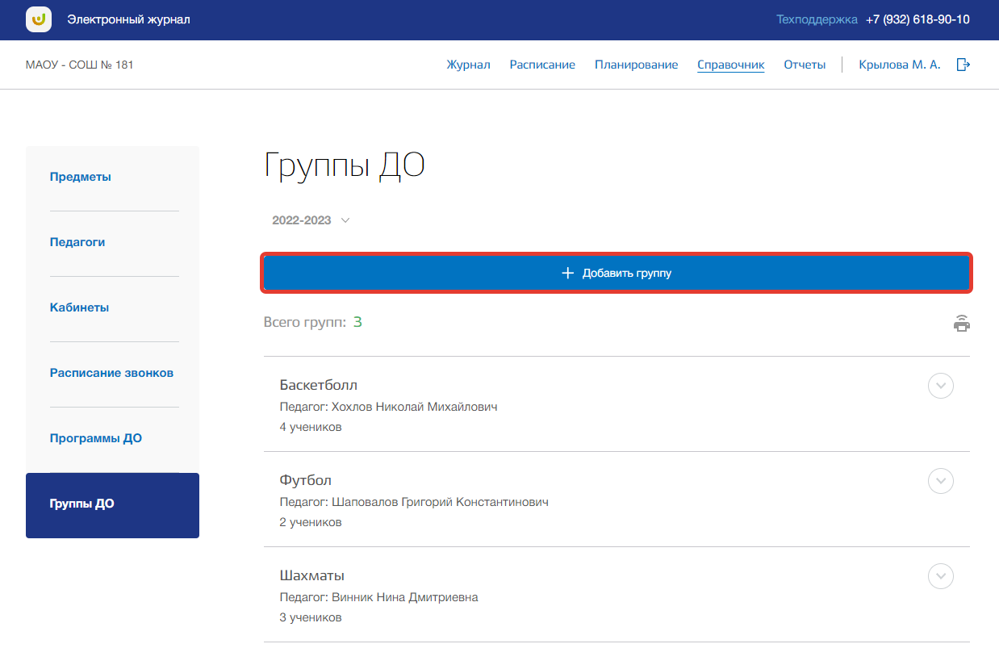 Электронный журнал
Техподдержка +7 (932) 618-90-10
МАОУ - СОШ № 181
Журнал Расписание Планирование Справочник Отчеты Крылова М. А.
Предметы
Педагоги
Кабинеты
Расписание звонков
Программы ДО
Группы ДО
Группы ДО
2022-2023
Добавить группу
Всего групп: 3
Баскетболл
Педагог: Хохлов Николай Михайлович
4 учеников
Футбол
Педагог: Шаповалов Григорий Константинович
2 учеников
Шахматы
Педагог: Винник Нина Дмитриевна
3 учеников